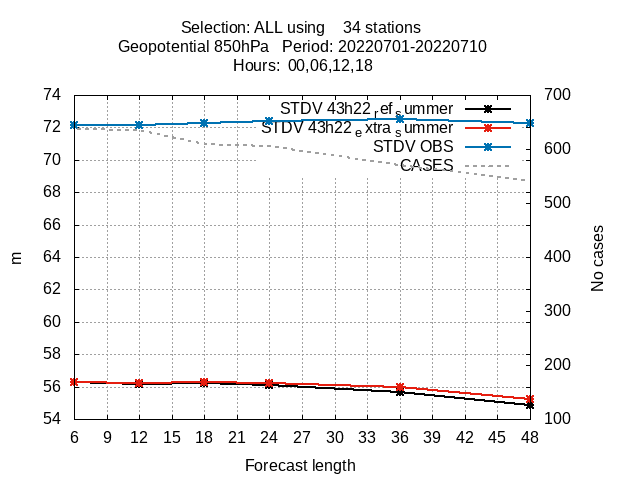 Selection: ALL using    34 stations
Geopotential 850hPa   Period: 20220701-20220710
Hours:  00,06,12,18
STDV 43h22refsummer
STDV 43h22extrasummer
STDV OBS
CASES
74
72
70
68
66
64
62
60
58
56
54
700
600
500
400
300
200
100
m
No cases
6 9 12 15 18 21 24 27 30 33 36 39 42 45 48
Forecast length